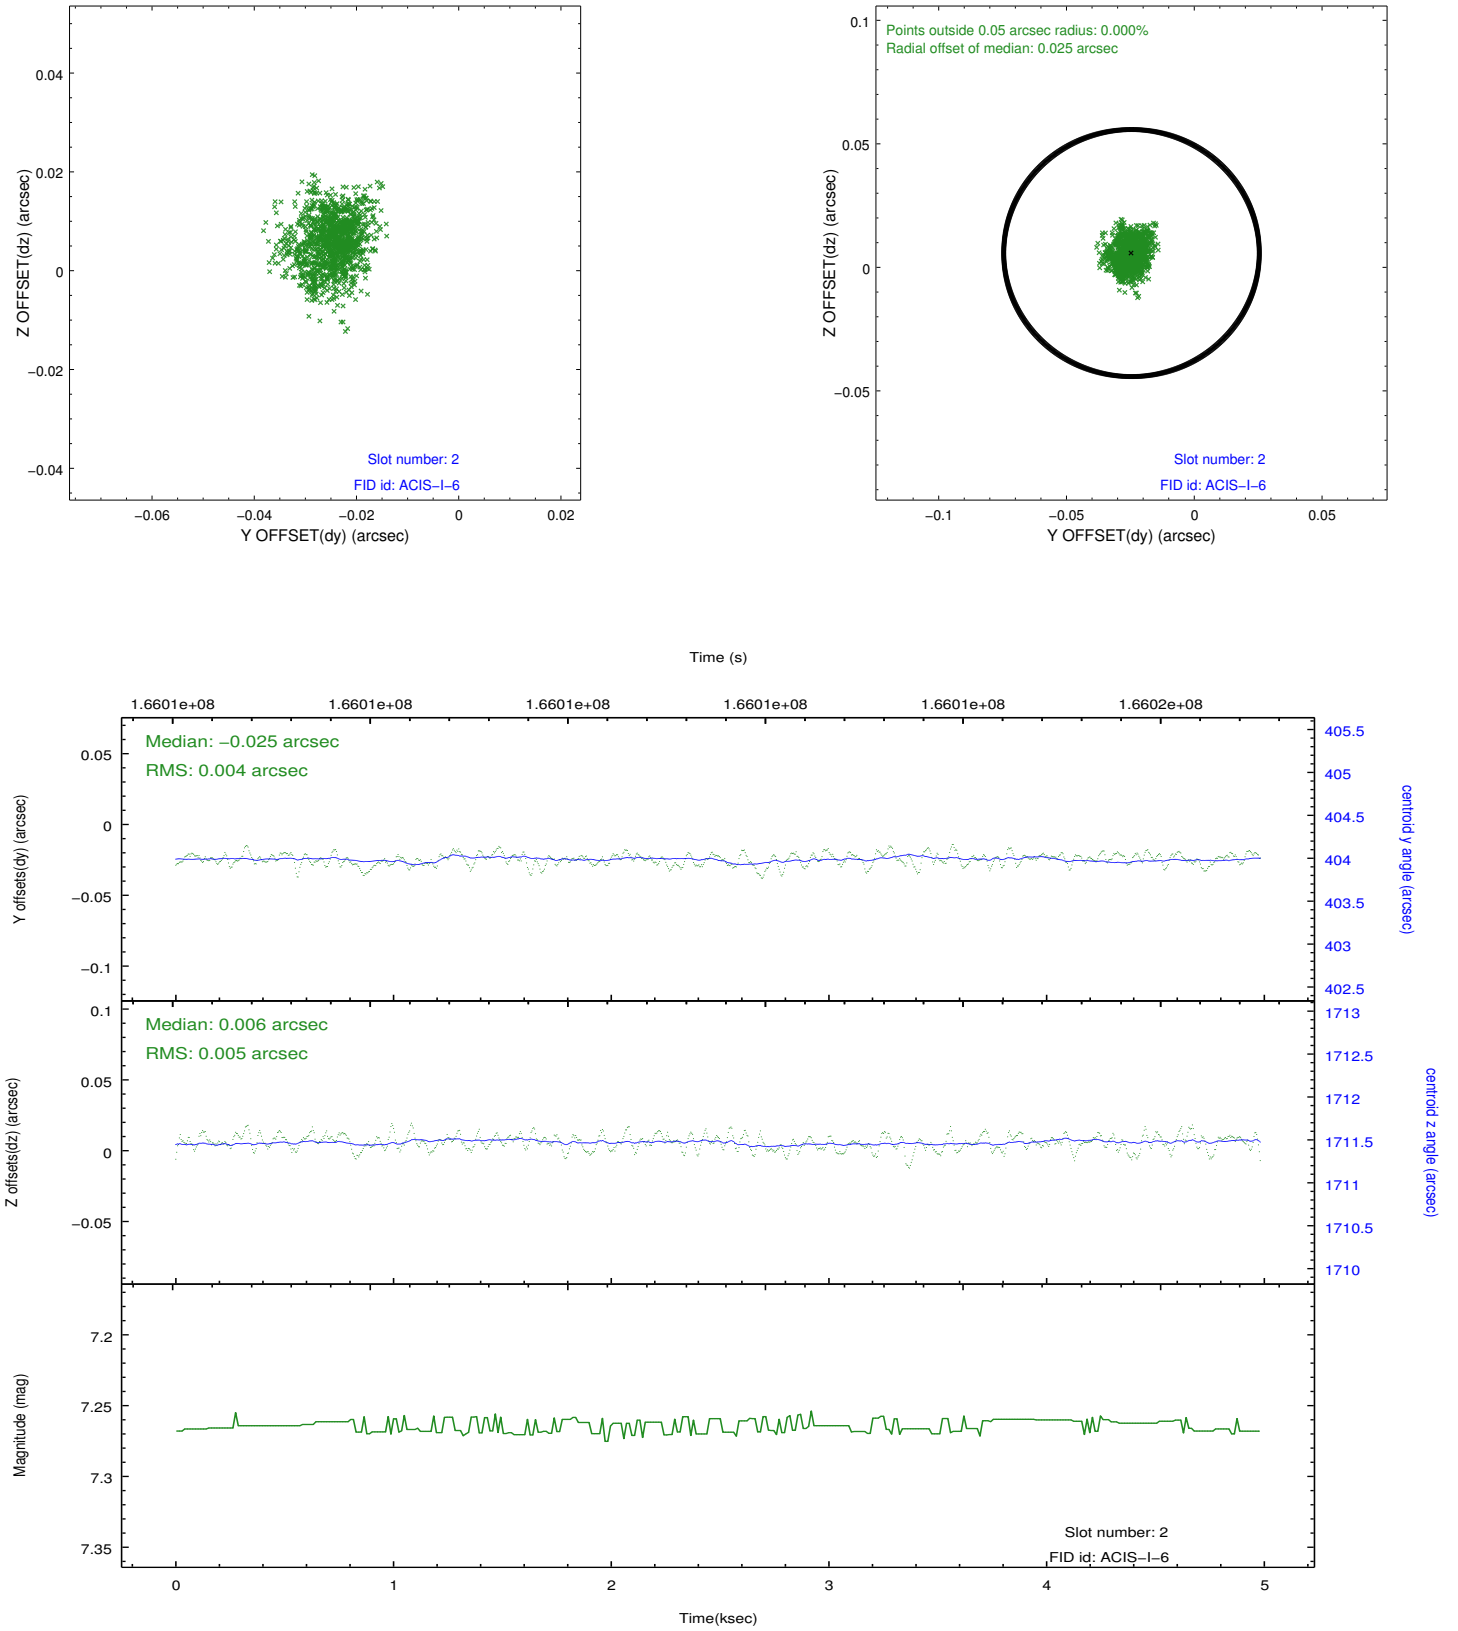 0.04
0.02
0
−0.02
−0.04
Z OFFSET(dz) (arcsec)
Slot number: 2
FID id: ACIS−I−6
−0.06
−0.04
−0.02
0
0.02
Y OFFSET(dy) (arcsec)
Points outside 0.05 arcsec radius: 0.000%
Radial offset of median: 0.025 arcsec
0.1
0.05
0
−0.05
Z OFFSET(dz) (arcsec)
Slot number: 2
FID id: ACIS−I−6
−0.1
−0.05
0
0.05
Y OFFSET(dy) (arcsec)
Time (s)
1.6601e+08
1.6601e+08
1.6601e+08
1.6601e+08
1.6601e+08
1.6602e+08
Median: −0.025 arcsec
RMS: 0.004 arcsec
0.05
0
−0.05
−0.1
Y offsets(dy) (arcsec)
405.5
405
404.5
404
403.5
403
402.5
centroid y angle (arcsec)
Median: 0.006 arcsec
RMS: 0.005 arcsec
0.1
0.05
0
−0.05
Z offsets(dz) (arcsec)
1713
1712.5
1712
1711.5
1711
1710.5
1710
centroid z angle (arcsec)
7.2
7.25
7.3
7.35
Magnitude (mag)
Slot number: 2
FID id: ACIS−I−6
0
1
2
3
4
5
Time(ksec)